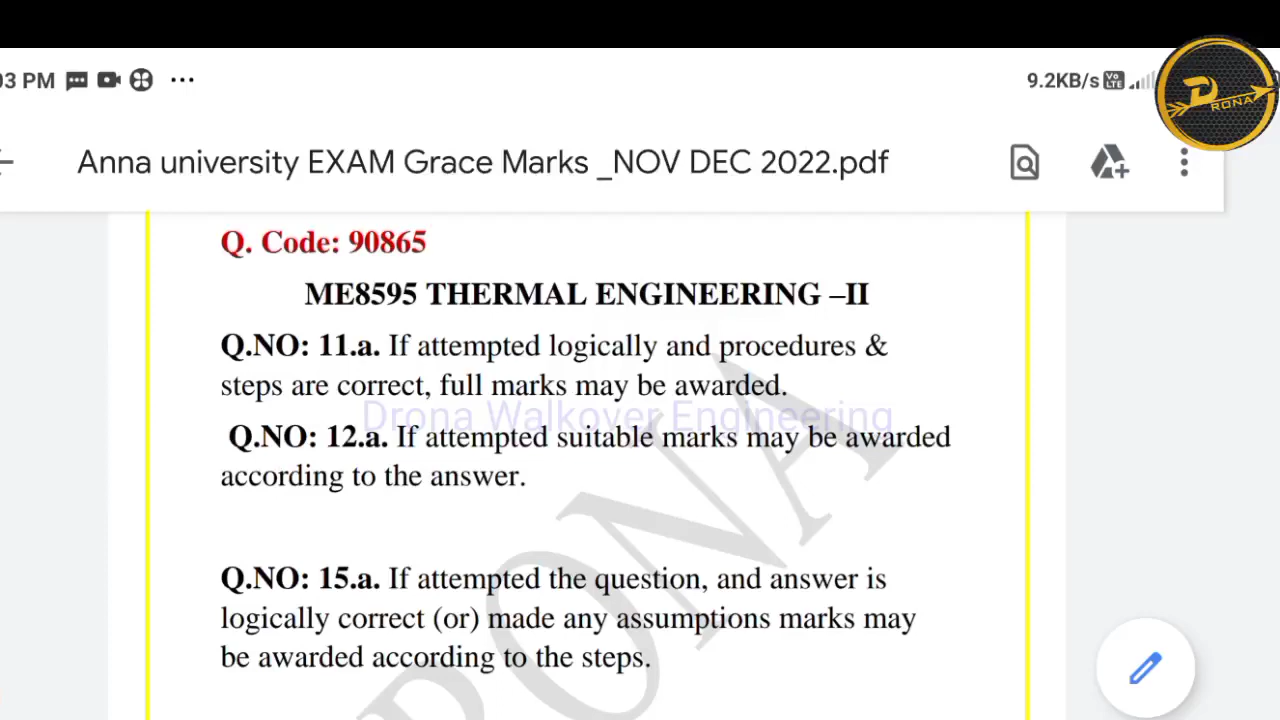 03 PM
9.2KB/s Vo LTE
DRONA
Anna university EXAM Grace Marks _NOV DEC 2022.pdf
Q. Code: 90865
ME8595 THERMAL ENGINEERING –II
Q.NO: 11.a. If attempted logically and procedures &
steps are correct, full marks may be awarded.
Drona Walkover Engineering
Q.NO: 12.a. If attempted suitable marks may be awarded
according to the answer.
Q.NO: 15.a. If attempted the question, and answer is
logically correct (or) made any assumptions marks may
be awarded according to the steps.
RONA